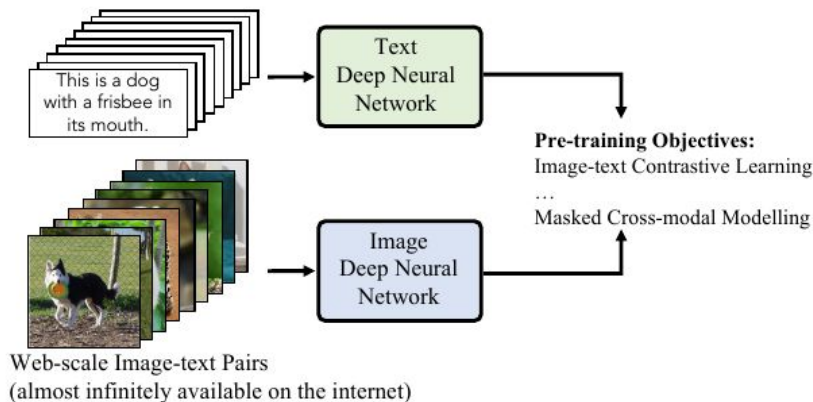 This is a dog
with a frisbee in
its mouth.
Text
Deep Neural
Network
Pre-training Objectives:
Image-text Contrastive Learning
…
Masked Cross-modal Modelling
Image
Deep Neural
Network
Web-scale Image-text Pairs
(almost infinitely available on the internet)